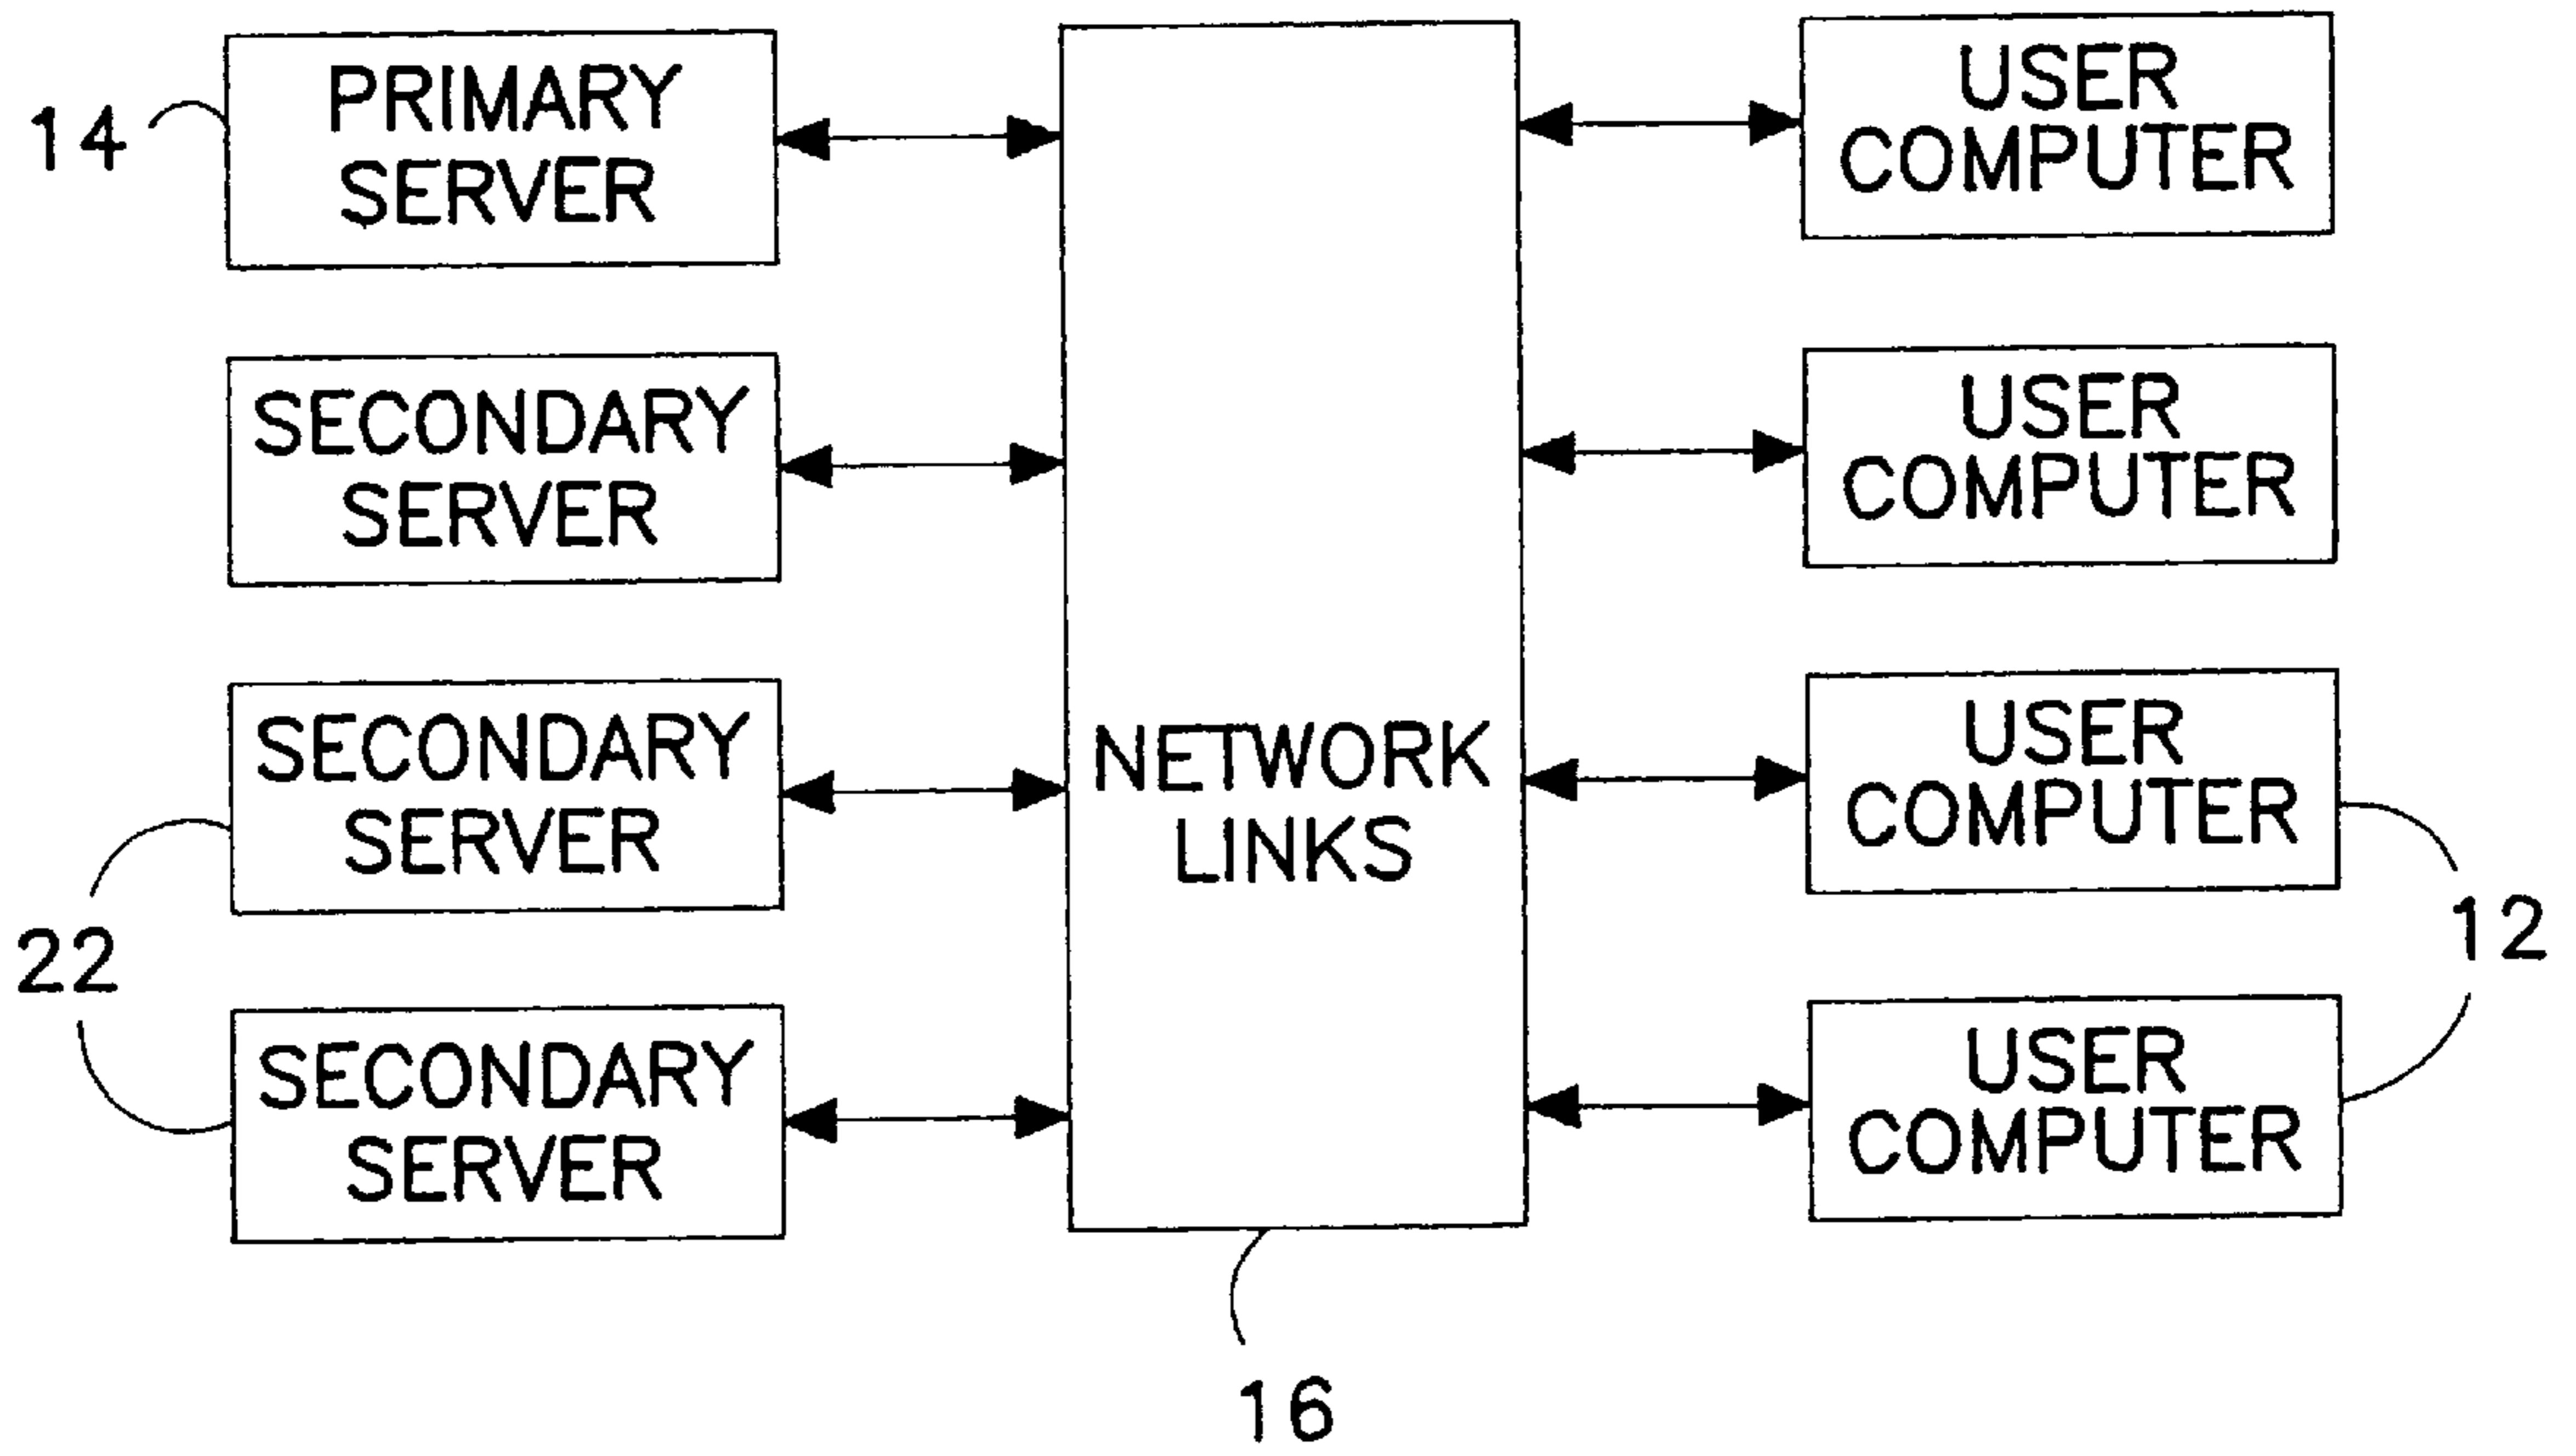 14
PRIMARY
SERVER
SECONDARY
SERVER
SECONDARY
SERVER
22
SECONDARY
SERVER
NETWORK
LINKS
16
USER
COMPUTER
USER
COMPUTER
USER
COMPUTER
12
USER
COMPUTER